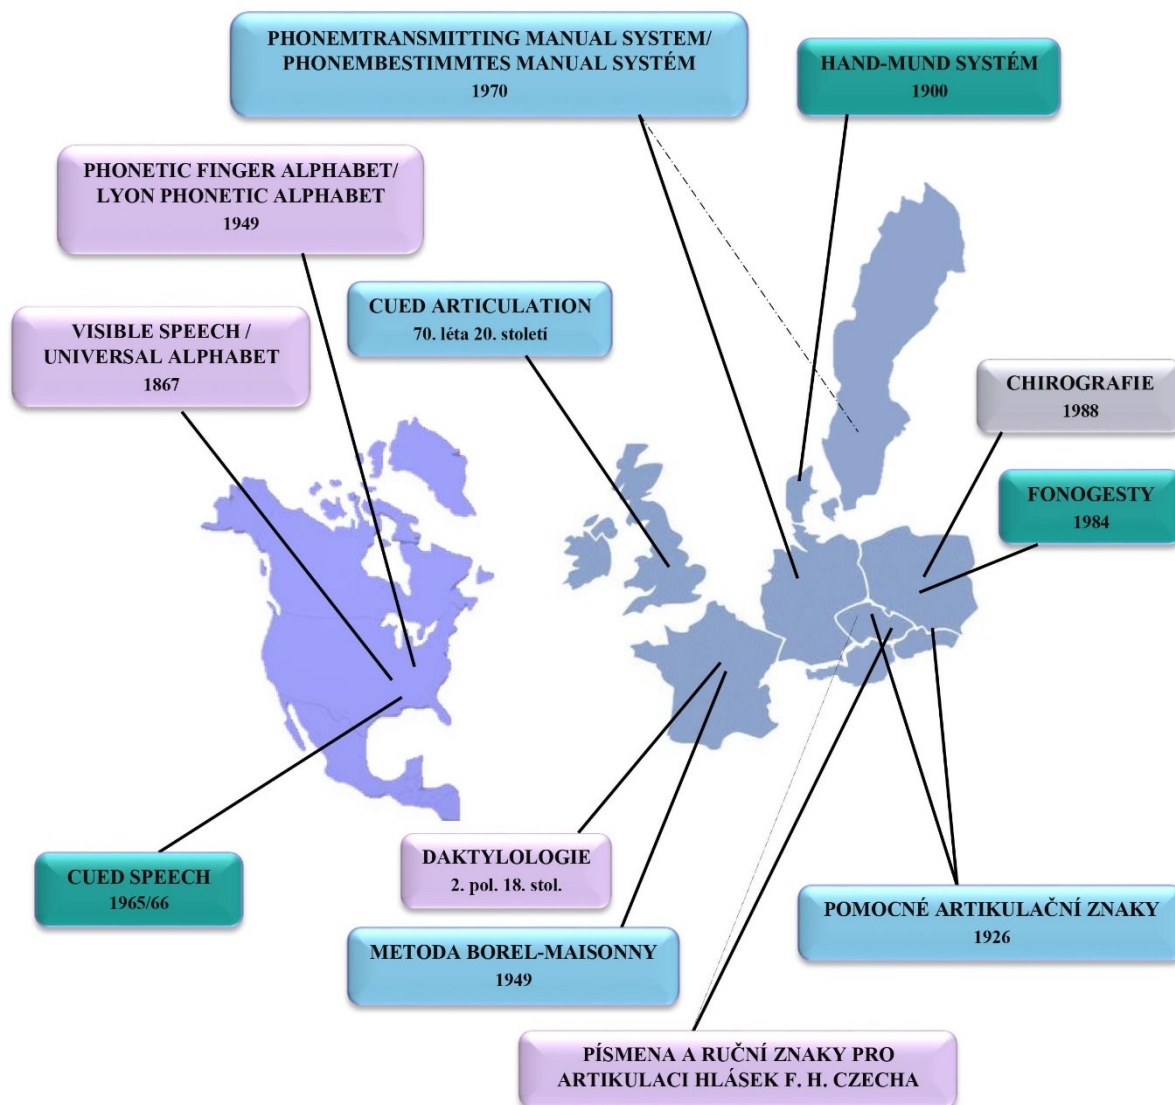 PHONEMTRANSMITTING MANUAL SYSTEM/
PHONEMBESTIMMTES MANUAL SYSTÉM
1970
HAND-MUND SYSTÉM
1900
PHONETIC FINGER ALPHABET/
LYON PHONETIC ALPHABET
1949
CUED ARTICULATION
70. léta 20. století
VISIBLE SPEECH /
UNIVERSAL ALPHABET
1867
CHIROGRAFIE
1988
FONOGESTY
1984
CUED SPEECH
1965/66
DAKTYLOLOGIE
2. pol. 18. stol.
POMOCNÉ ARTIKULAČNÍ ZNAKY
1926
METODA BOREL-MAISONNY
1949
PÍSMENA A RUČNÍ ZNAKY PRO
ARTIKULACI HLÁSEK F. H. CZECHA